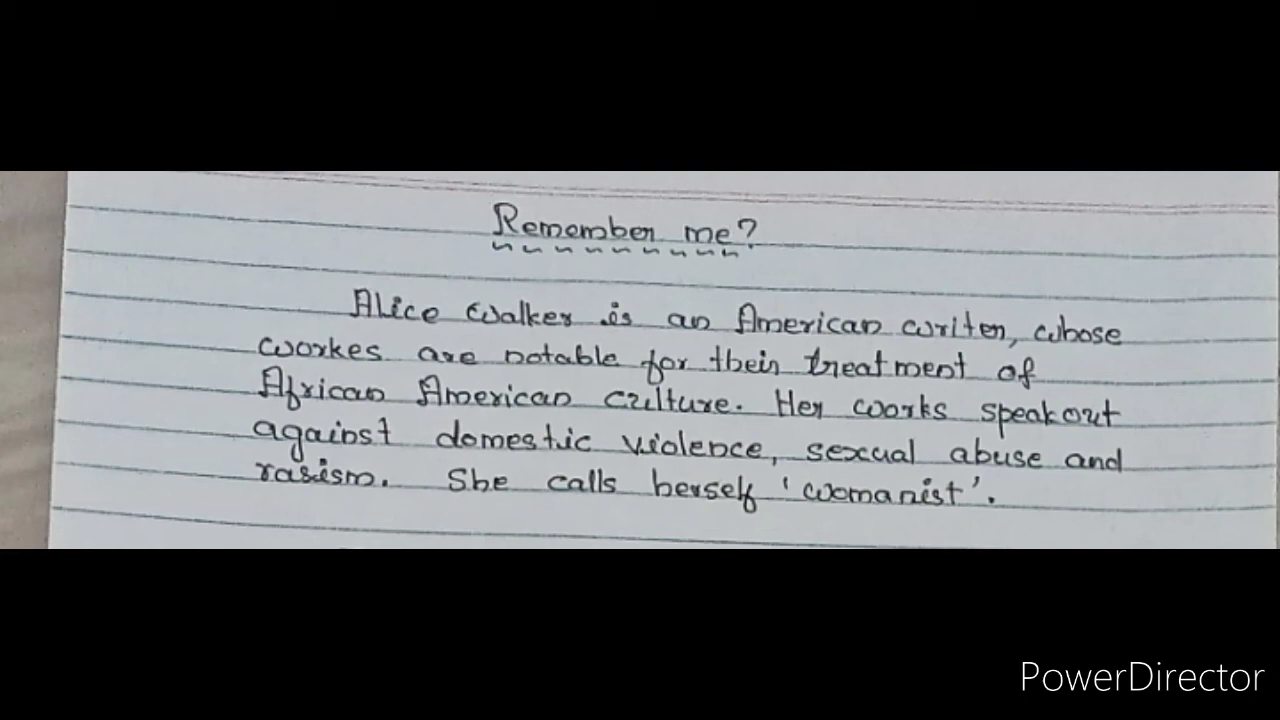 Remember me?
Alice Walker is an American writer, whose
workes are notable for their treatment of
African American culture. Her works speakout
against domestic violence, sexual abuse and
rasism. She calls herself 'womanist'.
PowerDirector